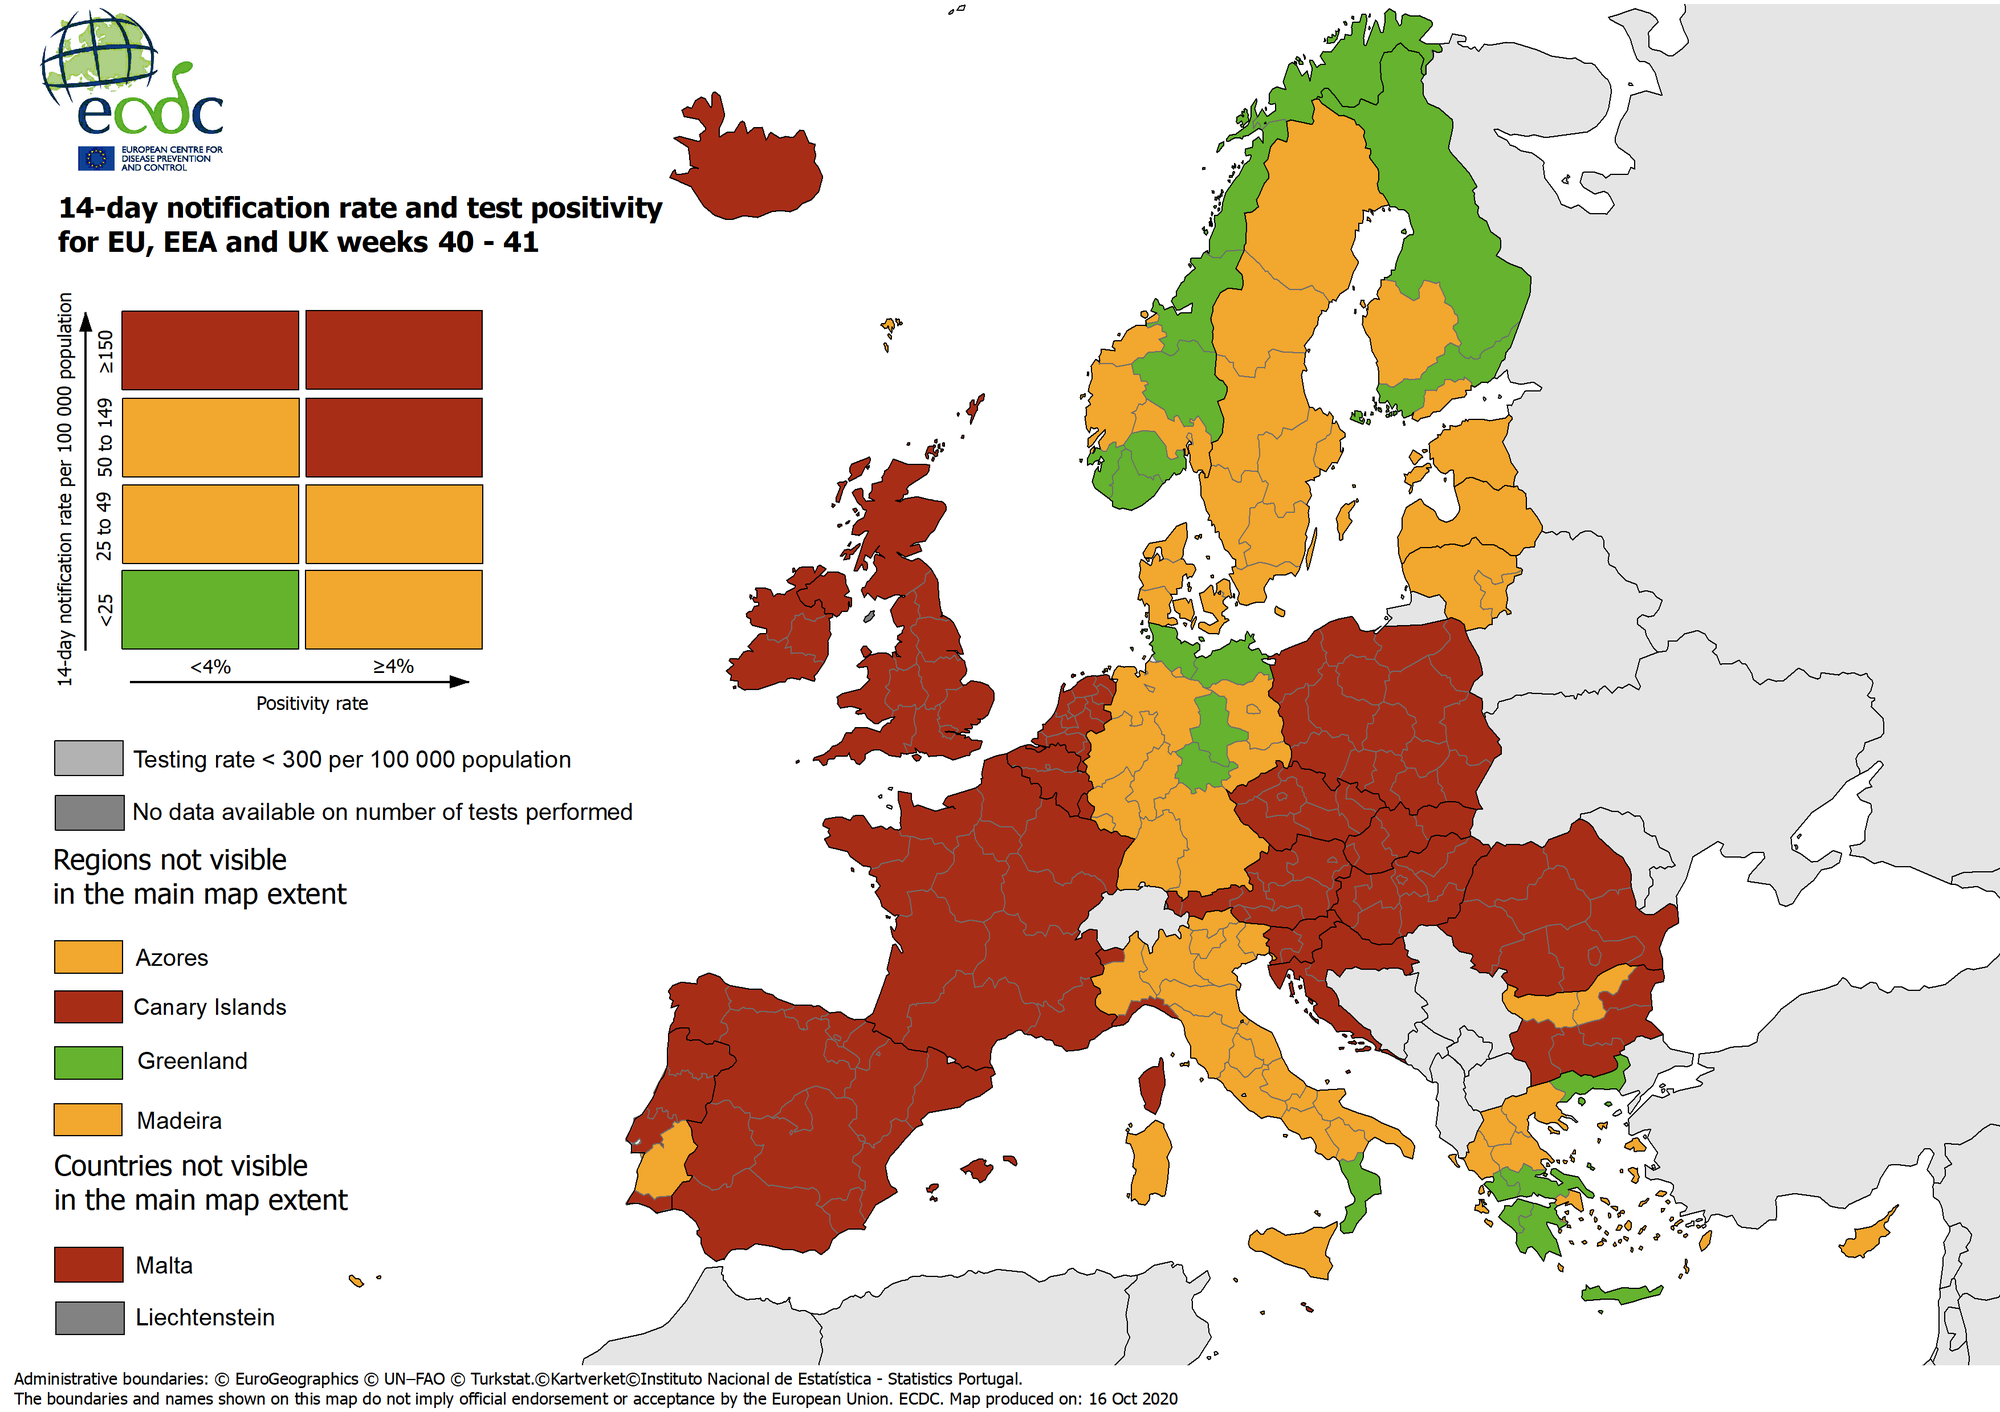 ecdc
EUROPEAN CENTRE FOR
DISEASE PREVENTION
AND CONTROL
14-day notification rate and test positivity
for EU, EEA and UK weeks 40 - 41
14-day notification rate per 100 000 population
≥150
50 to 149
25 to 49
<25
<4%
≥4%
Positivity rate
Testing rate < 300 per 100 000 population
No data available on number of tests performed
Regions not visible
in the main map extent
Azores
Canary Islands
Greenland
Madeira
Countries not visible
in the main map extent
Malta
Liechtenstein
Administrative boundaries: © EuroGeographics © UN–FAO © Turkstat.©Kartverket©Instituto Nacional de Estatística - Statistics Portugal.
The boundaries and names shown on this map do not imply official endorsement or acceptance by the European Union. ECDC. Map produced on: 16 Oct 2020